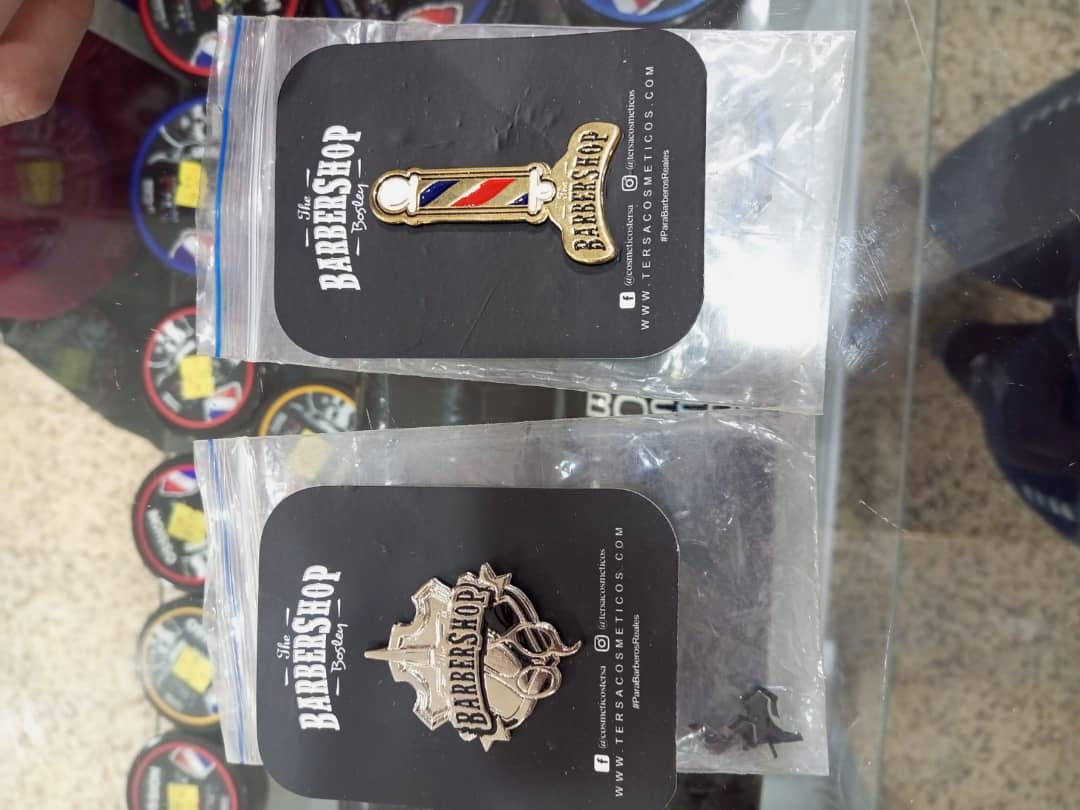 The
BARBERSHOP
Bosley
The
BARBERSHOP
@cosmeticostersa @tersacosmeticos
WWW.TERSACOSMETICOS.COM
#ParaBarberosReales
The
BARBERSHOP
Bosley
BARBERSHOP
@cosmeticostersa @tersacosmeticos
WWW.TERSACOSMETICOS.COM
#ParaBarberosReales